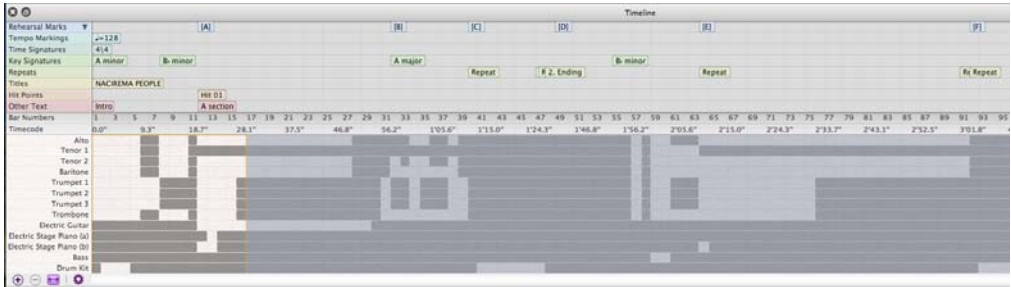 Timeline
Rehearsal Marks [A] [B] [C] [D] [E] [F]
Tempo Markings ♩=128
Time Signatures 4\4
Key Signatures A minor B♭ minor A major B♭ minor
Repeats Repeat R 2. Ending Repeat Re Repeat
Titles NACIREMA PEOPLE
Hit Points Hit 01
Other Text Intro A section
Bar Numbers 1 3 5 7 9 11 13 15 17 19 21 23 25 27 29 31 33 35 37 39 41 43 45 47 49 51 53 55 57 59 61 63 65 67 69 71 73 75 77 79 81 83 85 87 89 91 93 95
Timecode 0.0" 9.3" 18.7" 28.1" 37.5" 46.8" 56.2" 1'05.6" 1'15.0" 1'24.3" 1'46.8" 1'56.2" 2'05.6" 2'15.0" 2'24.3" 2'33.7" 2'43.1" 2'52.5" 3'01.8"
Alto
Tenor 1
Tenor 2
Baritone
Trumpet 1
Trumpet 2
Trumpet 3
Trombone
Electric Guitar
Electric Stage Piano (a)
Electric Stage Piano (b)
Bass
Drum Kit